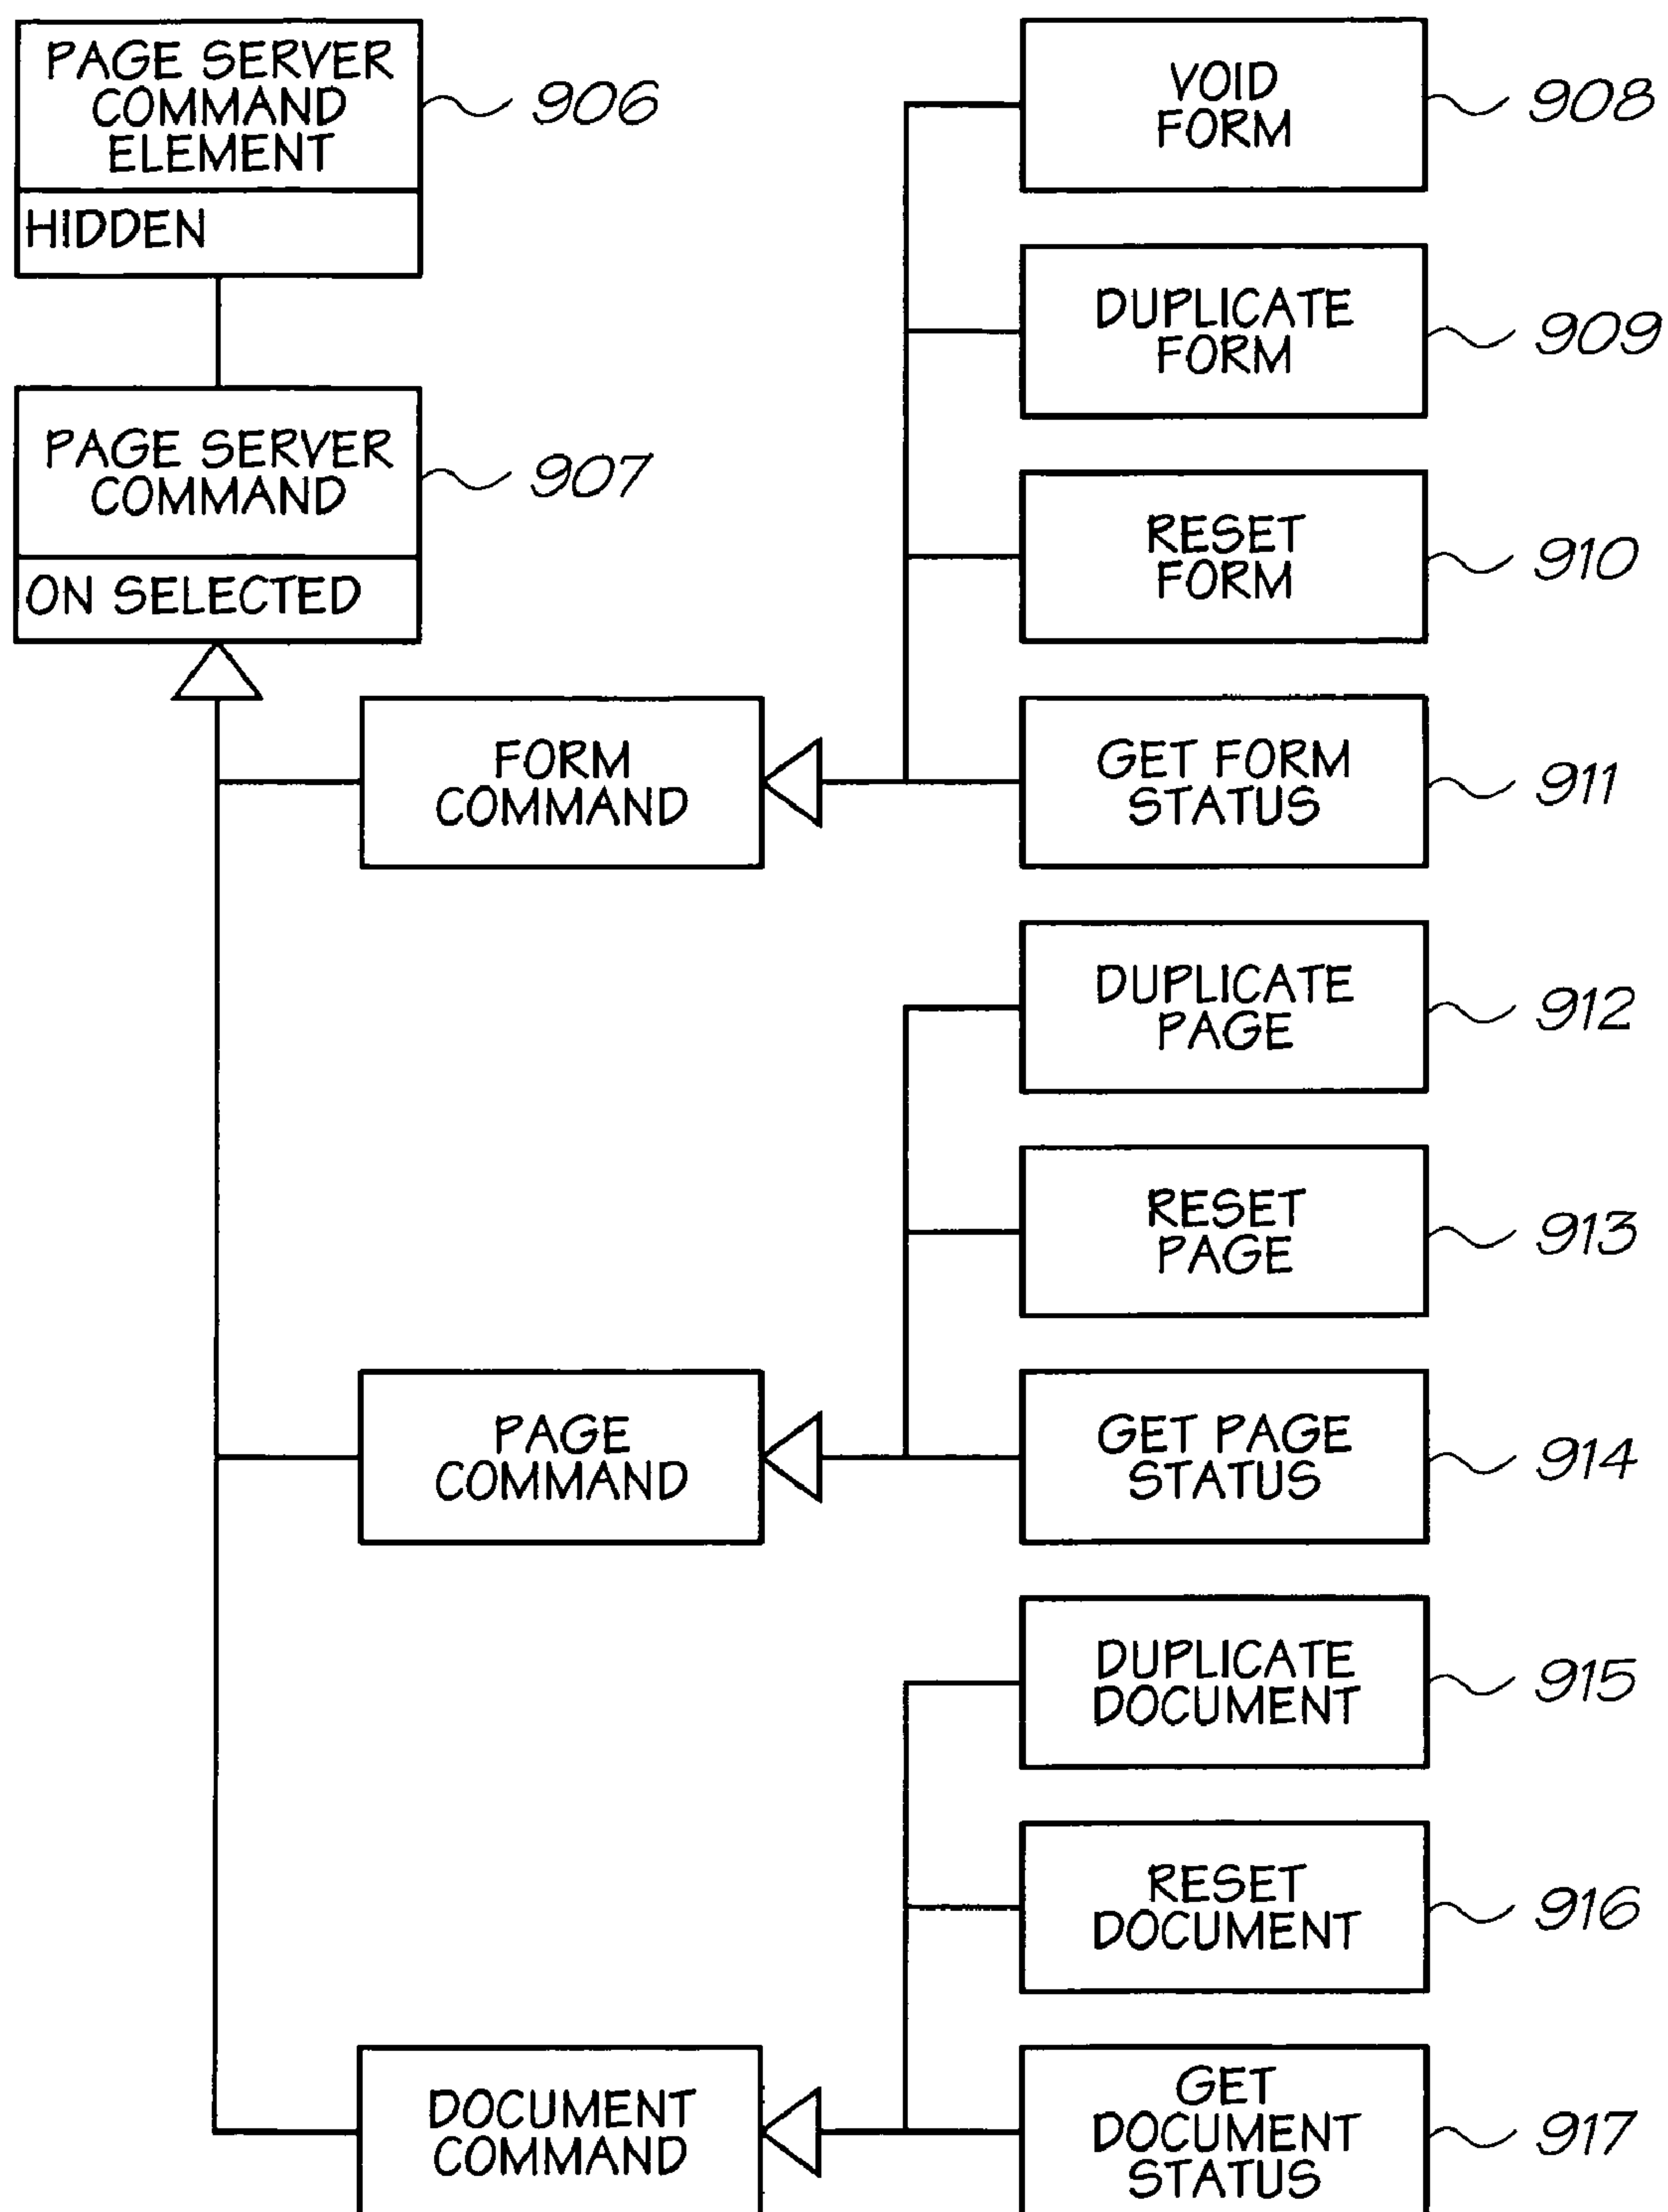 PAGE SERVER
COMMAND
ELEMENT
906
HIDDEN
PAGE SERVER
COMMAND
907
ON SELECTED
VOID
FORM
908
DUPLICATE
FORM
909
RESET
FORM
910
FORM
COMMAND
GET FORM
STATUS
911
DUPLICATE
PAGE
912
RESET
PAGE
913
PAGE
COMMAND
GET PAGE
STATUS
914
DUPLICATE
DOCUMENT
915
RESET
DOCUMENT
916
DOCUMENT
COMMAND
GET
DOCUMENT
STATUS
917